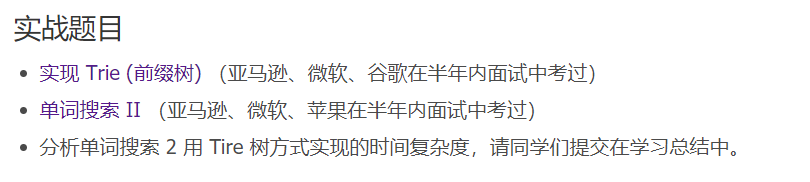 实战题目
实现 Trie (前缀树) （亚马逊、微软、谷歌在半年内面试中考过）
单词搜索 II （亚马逊、微软、苹果在半年内面试中考过）
分析单词搜索 2 用 Tire 树方式实现的时间复杂度，请同学们提交在学习总结中。